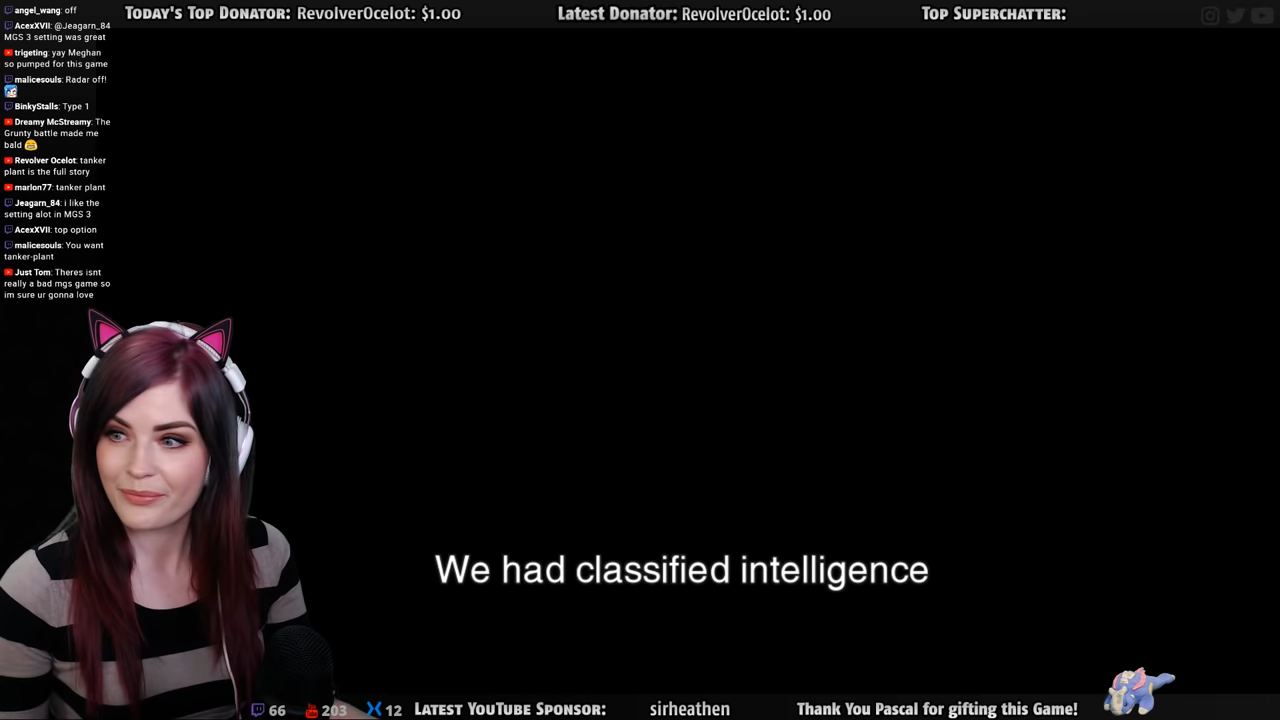 Today's Top Donator: RevolverOcelot: $1.00
Latest Donator: RevolverOcelot: $1.00
Top Superchatter:
angel_wang: off
AcexXVII: @Jeagarn_84
MGS 3 setting was great
trigeting: yay Meghan
so pumped for this game
malicesouls: Radar off!
BinkyStalls: Type 1
Dreamy McStreamy: The
Grunty battle made me
bald
Revolver Ocelot: tanker
plant is the full story
marlon77: tanker plant
Jeagarn_84: i like the
setting alot in MGS 3
AcexXVII: top option
malicesouls: You want
tanker-plant
Just Tom: Theres isnt
really a bad mgs game so
im sure ur gonna love
We had classified intelligence
66
203
12
Latest YouTube Sponsor: sirheathen
Thank You Pascal for gifting this Game!